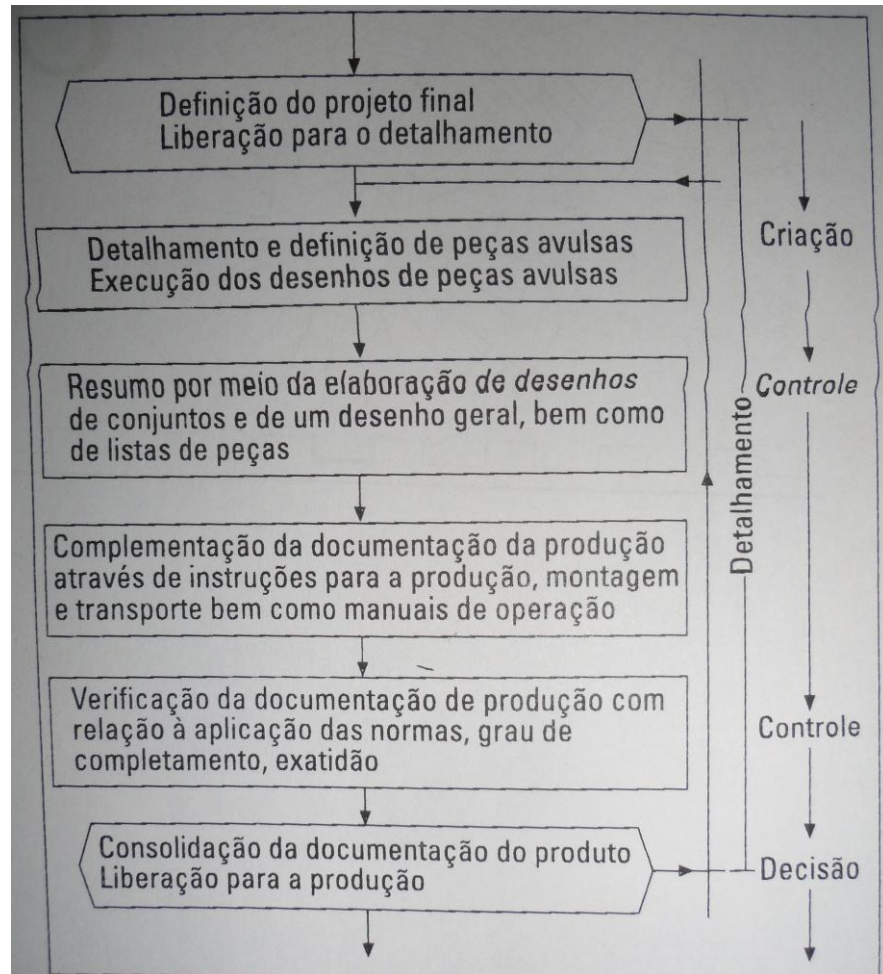 Definição do projeto final
Liberação para o detalhamento
Detalhamento e definição de peças avulsas
Execução dos desenhos de peças avulsas
Resumo por meio da elaboração de desenhos
de conjuntos e de um desenho geral, bem como
de listas de peças
Complementação da documentação da produção
através de instruções para a produção, montagem
e transporte bem como manuais de operação
Verificação da documentação de produção com
relação à aplicação das normas, grau de
completamento, exatidão
Consolidação da documentação do produto
Liberação para a produção
Detalhamento
Criação
Controle
Controle
Decisão